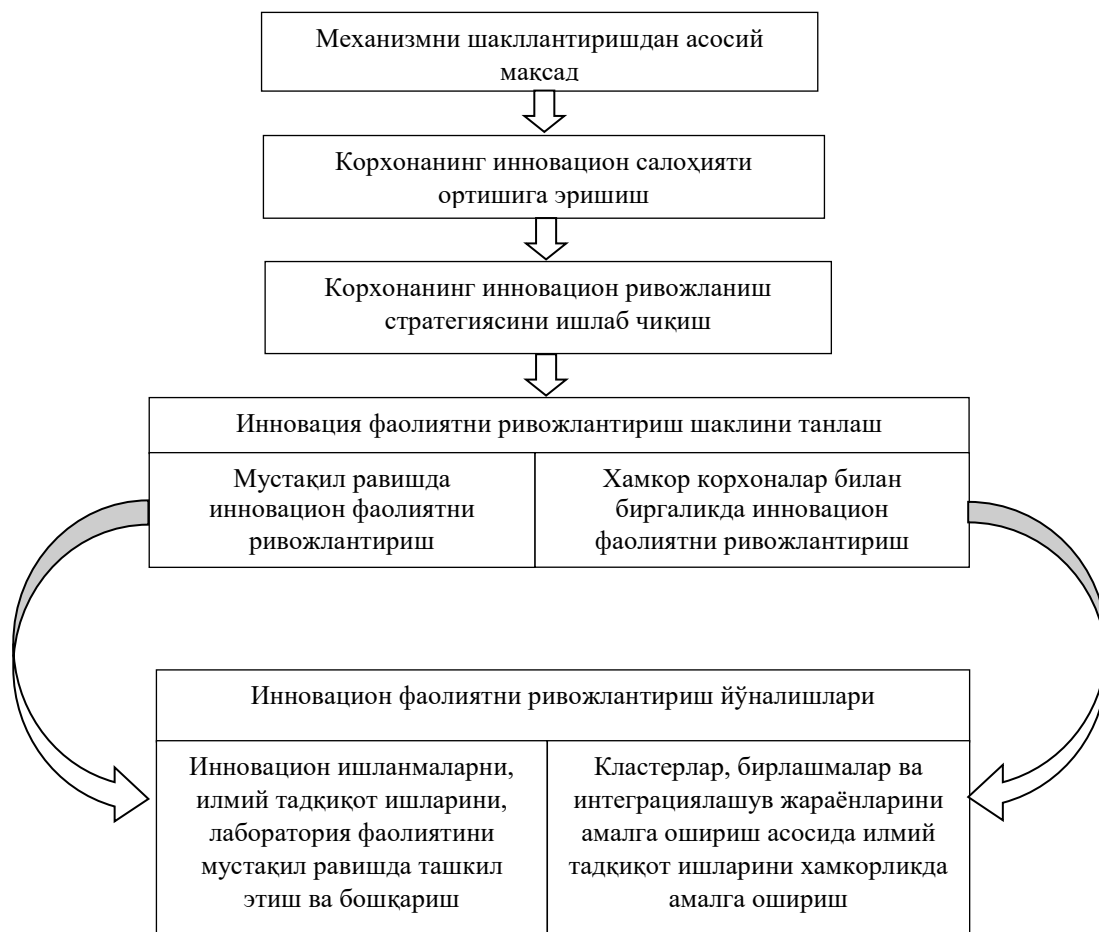 Механизмни шакллантиришдан асосий
мақсад
Корхонанинг инновацион салоҳияти
ортишига эришиш
Корхонанинг инновацион ривожланиш
стратегиясини ишлаб чиқиш
Инновация фаолиятни ривожлантириш шаклини танлаш
Мустақил равишда
инновацион фаолиятни
ривожлантириш
Хамкор корхоналар билан
биргаликда инновацион
фаолиятни ривожлантириш
Инновацион фаолиятни ривожлантириш йўналишлари
Инновацион ишланмаларни,
илмий тадқиқот ишларини,
лаборатория фаолиятини
мустақил равишда ташкил
этиш ва бошқариш
Кластерлар, бирлашмалар ва
интеграциялашув жараёнларини
амалга ошириш асосида илмий
тадқиқот ишларини хамкорликда
амалга ошириш